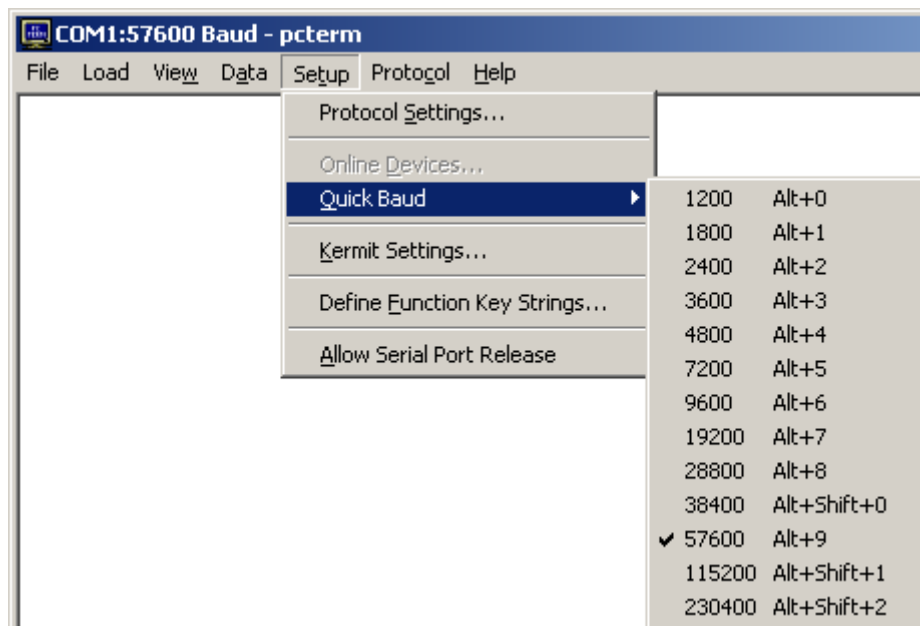 COM1:57600 Baud - pcterm
File Load View Data Setup Protocol Help
Protocol Settings...
Online Devices...
Quick Baud
Kermit Settings...
Define Function Key Strings...
Allow Serial Port Release
1200 Alt+0
1800 Alt+1
2400 Alt+2
3600 Alt+3
4800 Alt+4
7200 Alt+5
9600 Alt+6
19200 Alt+7
28800 Alt+8
38400 Alt+Shift+0
57600 Alt+9
115200 Alt+Shift+1
230400 Alt+Shift+2